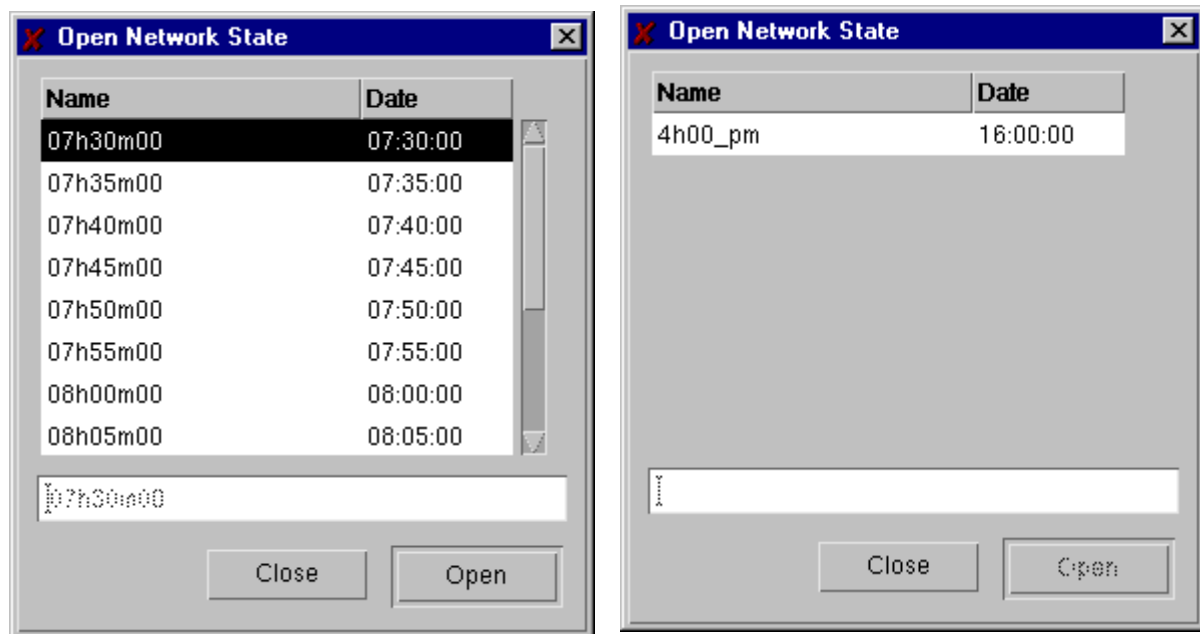 Open Network State
Name Date
07h30m00 07:30:00
07h35m00 07:35:00
07h40m00 07:40:00
07h45m00 07:45:00
07h50m00 07:50:00
07h55m00 07:55:00
08h00m00 08:00:00
08h05m00 08:05:00
07h30m00
Close Open
Open Network State
Name Date
4h00_pm 16:00:00
Close Open